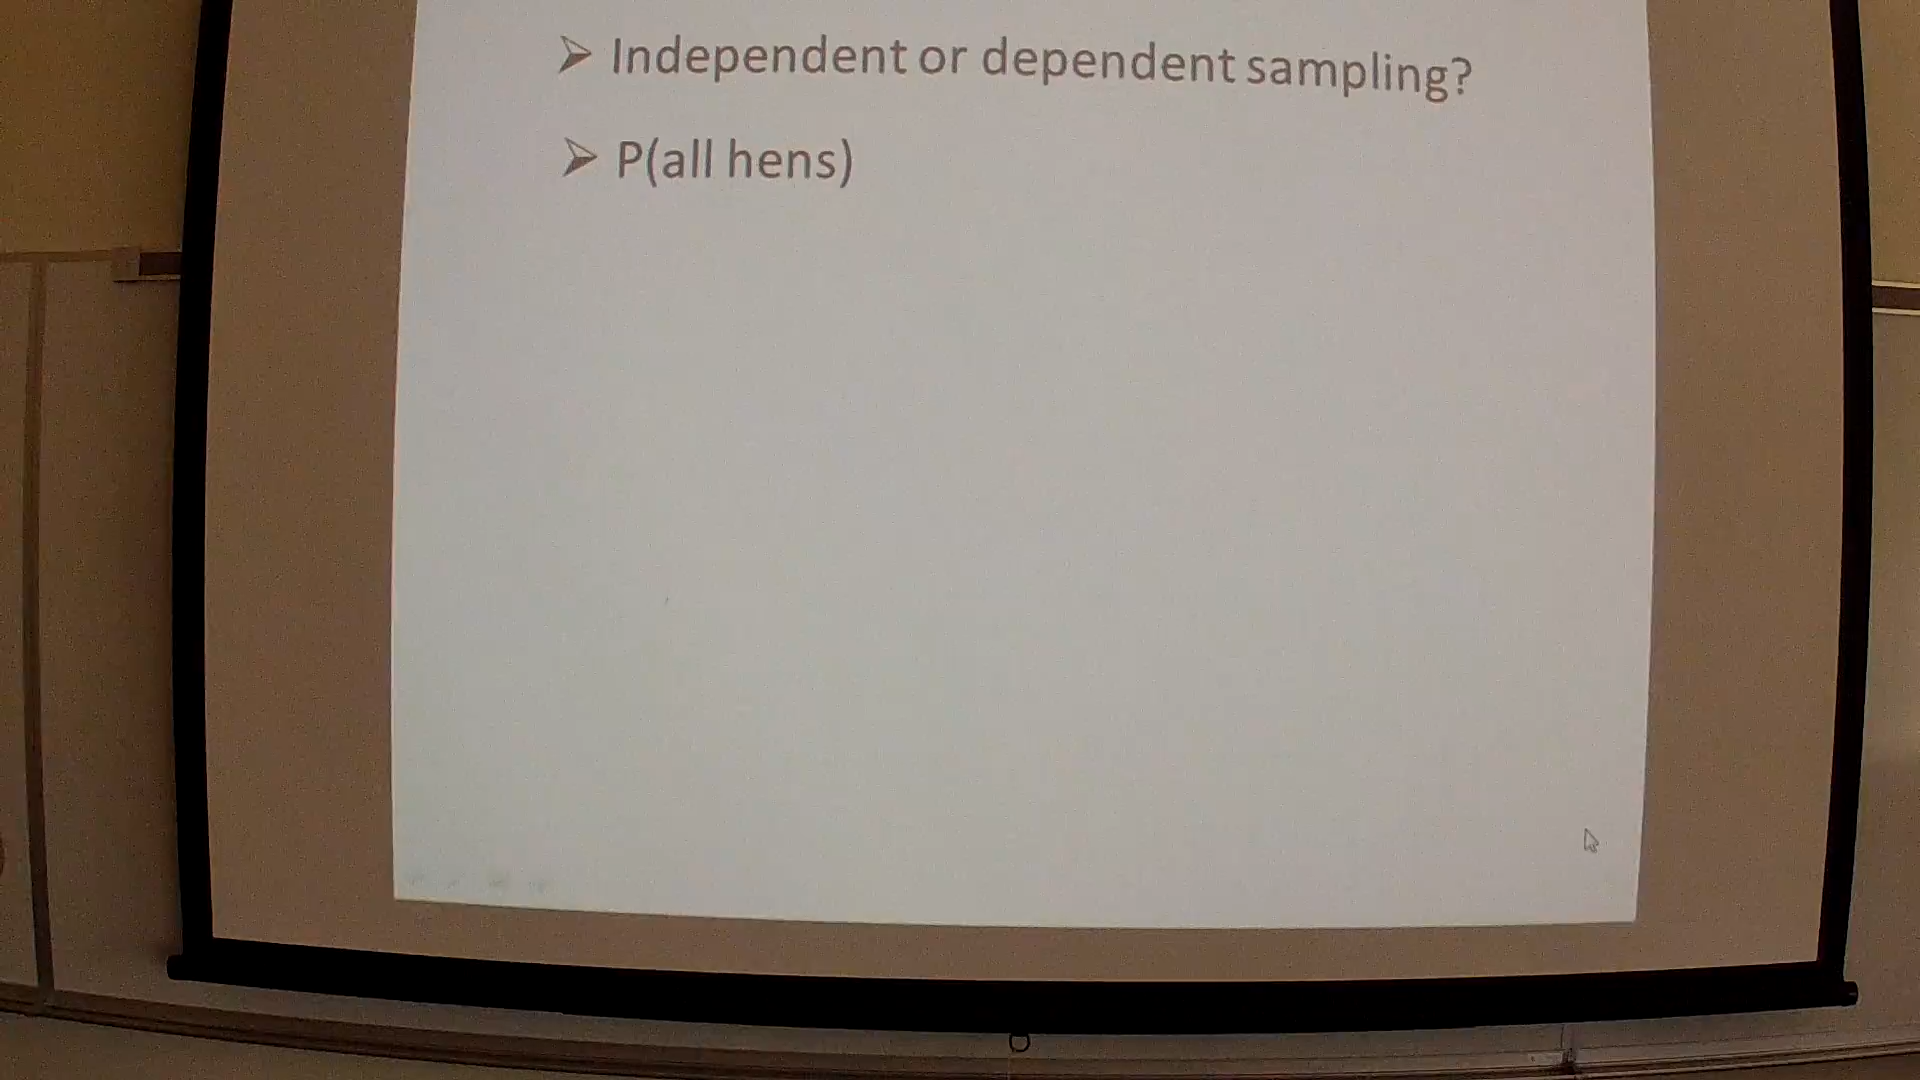 ➢ Independent or dependent sampling?
➢ P(all hens)